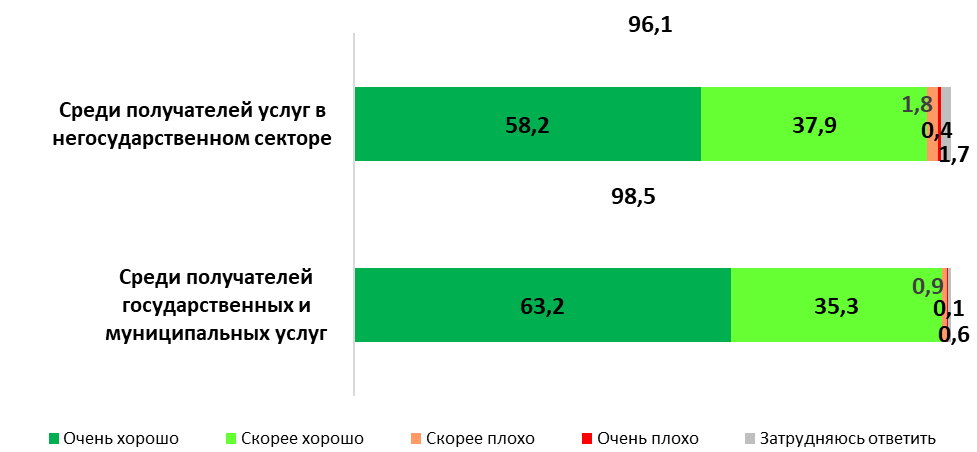 96,1
Среди получателей услуг в
негосударственном секторе
58,2
37,9
1,8
0,4
1,7
98,5
Среди получателей
государственных и
муниципальных услуг
63,2
35,3
0,9
0,1
0,6
Очень хорошо Скорее хорошо Скорее плохо Очень плохо Затрудняюсь ответить